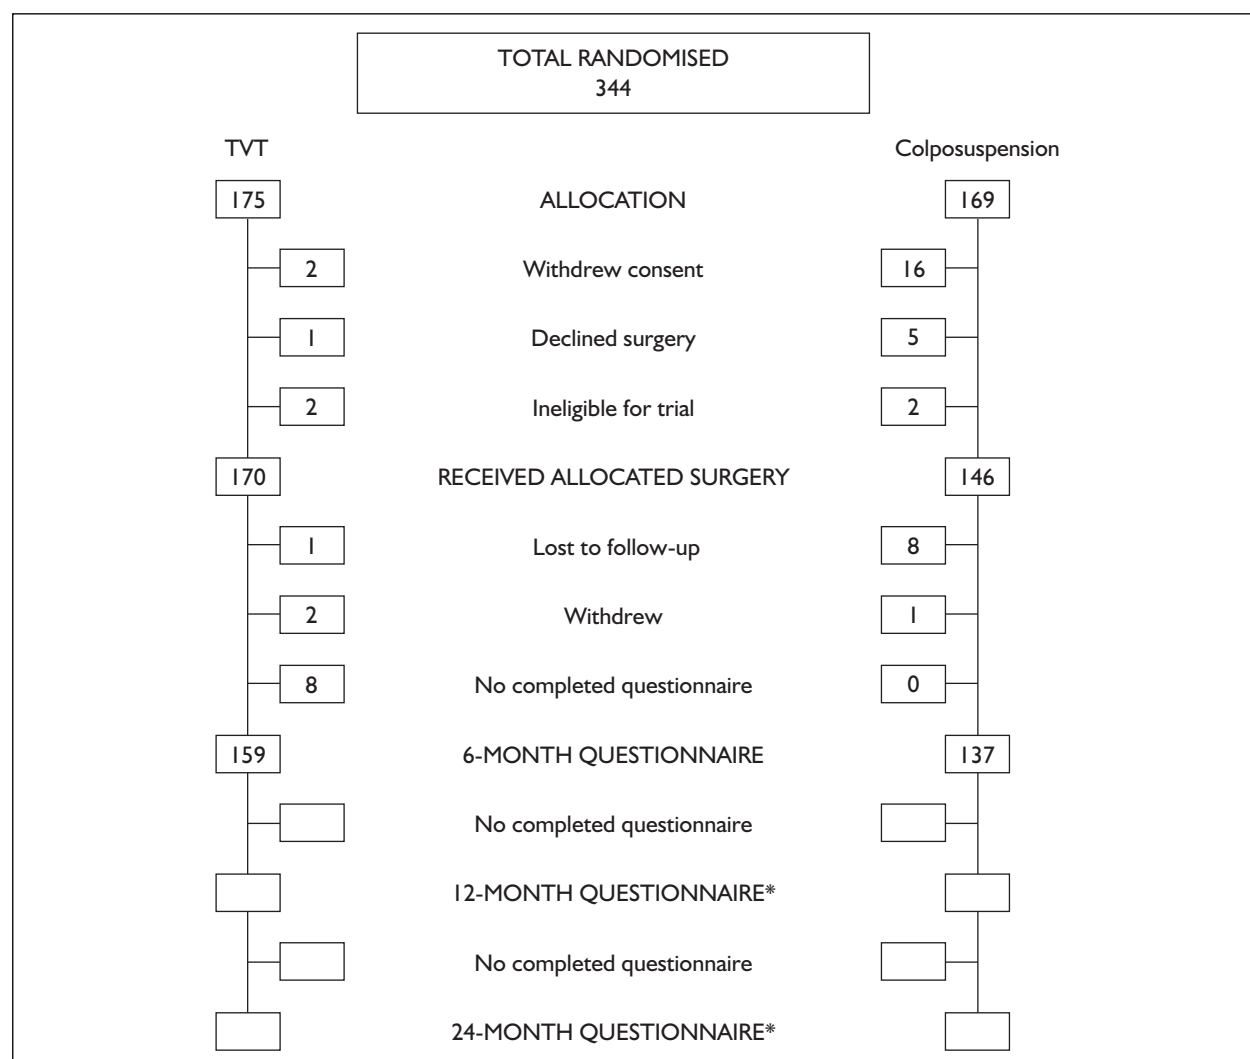 TOTAL RANDOMISED
344
TVT Colposuspension
175 ALLOCATION 169
2 Withdrew consent 16
1 Declined surgery 5
2 Ineligible for trial 2
170 RECEIVED ALLOCATED SURGERY 146
1 Lost to follow-up 8
2 Withdrew 1
8 No completed questionnaire 0
159 6-MONTH QUESTIONNAIRE 137
No completed questionnaire
12-MONTH QUESTIONNAIRE*
No completed questionnaire
24-MONTH QUESTIONNAIRE*